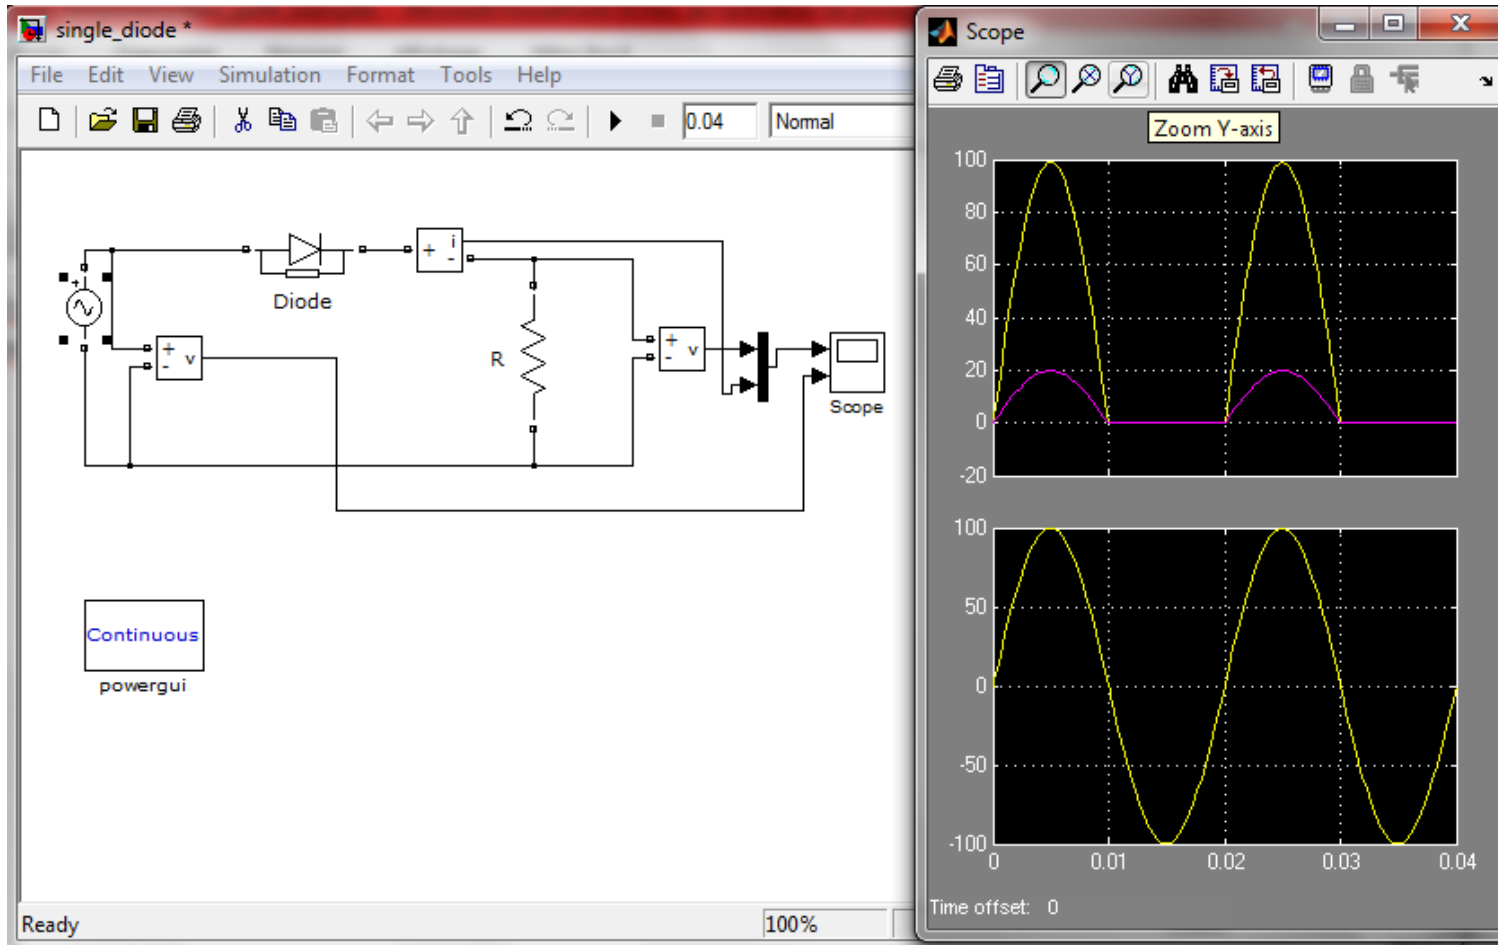 single_diode *
File Edit View Simulation Format Tools Help
0.04 Normal
+ i -
Diode
+
+ - v
R
+ - v
Scope
Continuous
powergui
Ready
100%
Scope
Zoom Y-axis
100
80
60
40
20
0
-20
100
50
0
-50
-100
0 0.01 0.02 0.03 0.04
Time offset: 0